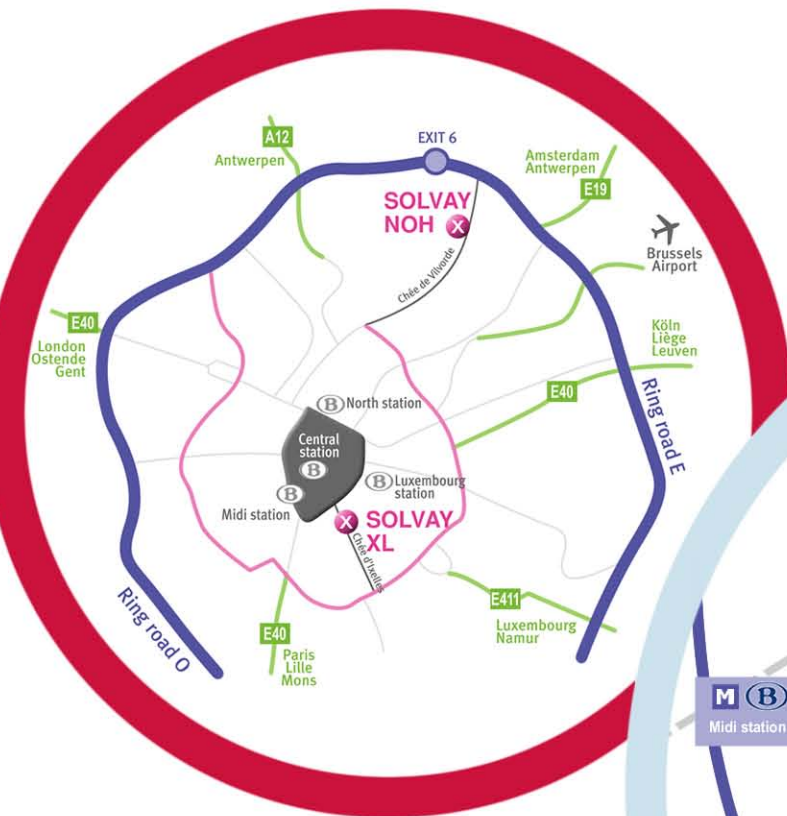 EXIT 6
A12
Antwerpen
Amsterdam
Antwerpen
E19
SOLVAY
NOH
X
Chée de Vilvorde
Brussels
Airport
E40
London
Ostende
Gent
Köln
Liège
Leuven
E40
Ring road E
B North station
Central
station
B
B Luxembourg
station
B
Midi station
X SOLVAY
XL
Chée d'Ixelles
Ring road O
E40
Paris
Lille
Mons
E411
Luxembourg
Namur
M B
Midi station